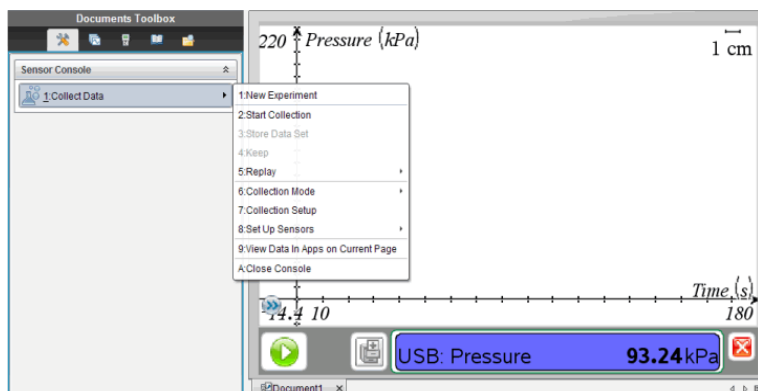 Documents Toolbox
Sensor Console
1:Collect Data
1:New Experiment
2:Start Collection
3:Store Data Set
4:Keep
5:Replay
6:Collection Mode
7:Collection Setup
8:Set Up Sensors
9:View Data In Apps on Current Page
A:Close Console
220 Pressure (kPa)
1 cm
Time (s)
-14.4 10 180
USB: Pressure 93.24kPa
Document1